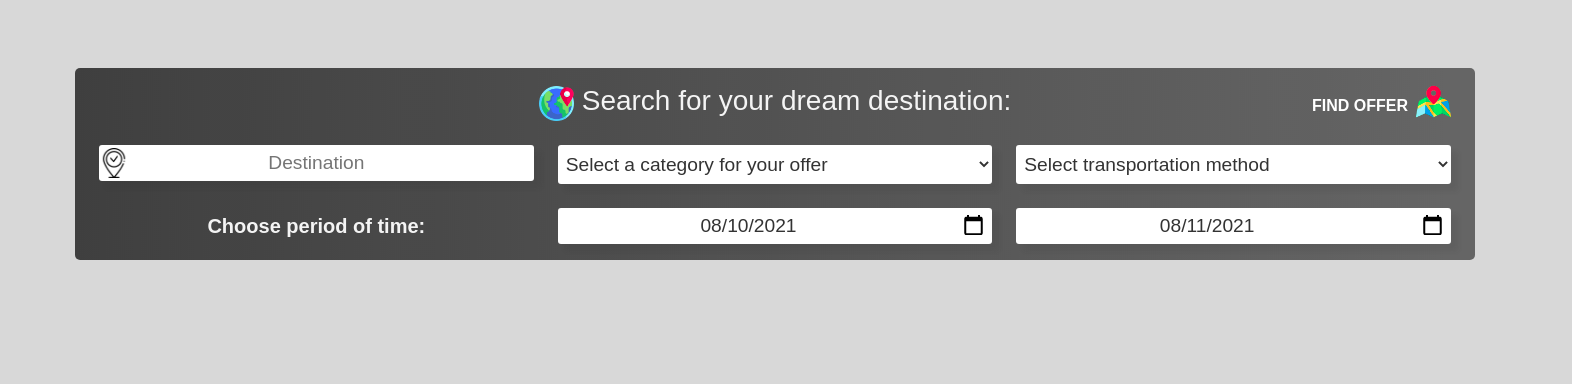 Search for your dream destination:
FIND OFFER
Destination
Select a category for your offer
Select transportation method
Choose period of time:
08/10/2021
08/11/2021